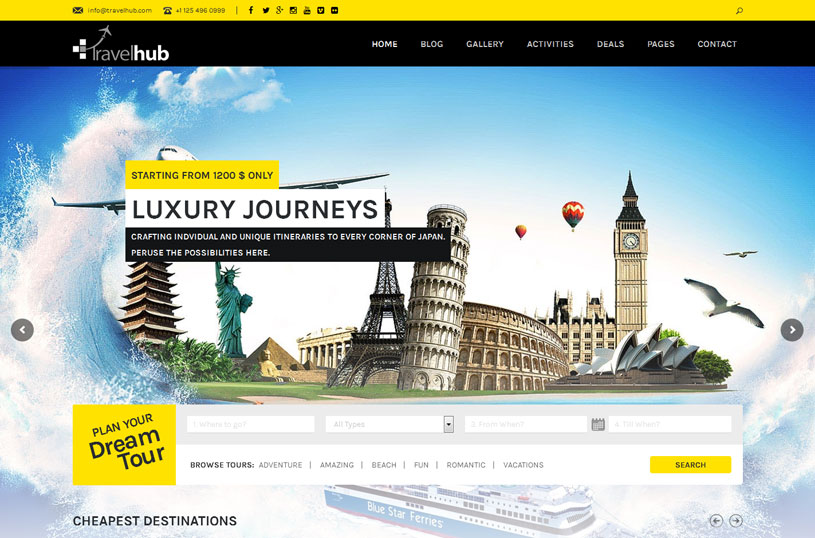 info@travelhub.com +1 125 496 0999
travelhub
HOME BLOG GALLERY ACTIVITIES DEALS PAGES CONTACT
STARTING FROM 1200 $ ONLY
LUXURY JOURNEYS
CRAFTING INDVIDUAL AND UNIQUE ITINERARIES TO EVERY CORNER OF JAPAN.
PERUSE THE POSSIBILITIES HERE.
PLAN YOUR
Dream
Tour
1. Where to go? All Types 3. From When? 4. Till When?
BROWSE TOURS: ADVENTURE | AMAZING | BEACH | FUN | ROMANTIC | VACATIONS SEARCH
Blue Star Ferries
CHEAPEST DESTINATIONS